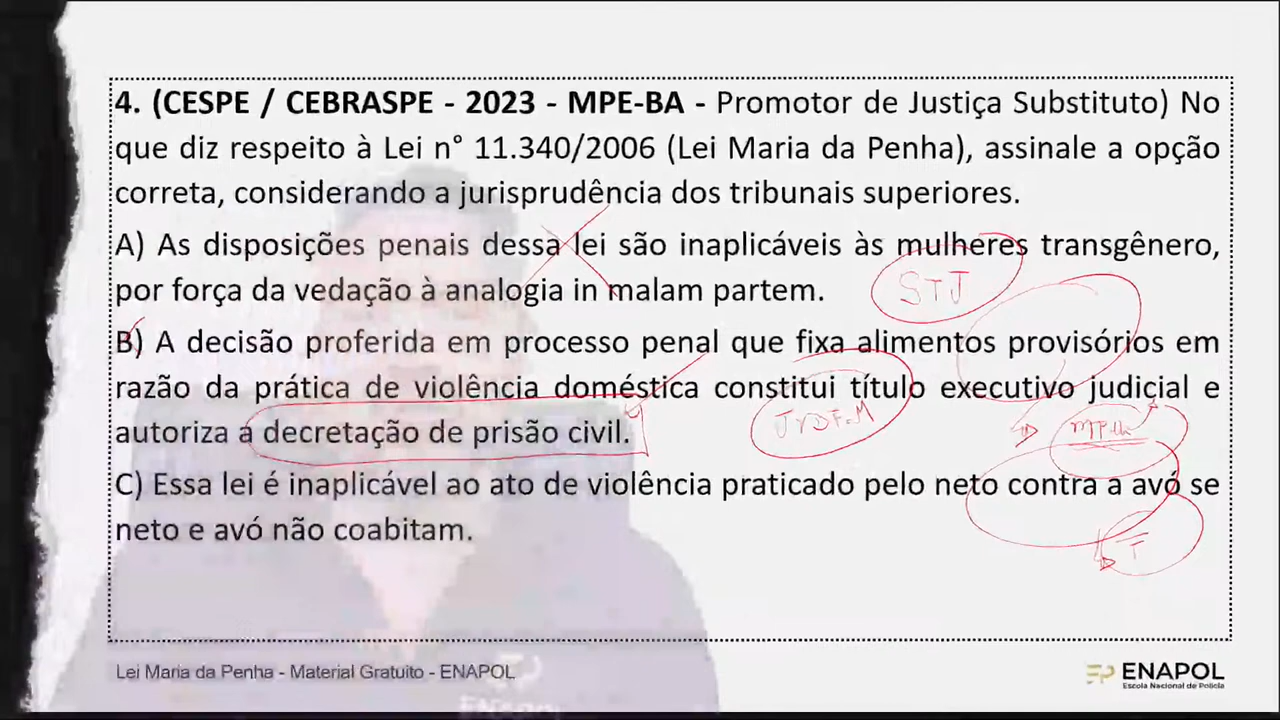 4. (CESPE / CEBRASPE - 2023 - MPE-BA - Promotor de Justiça Substituto) No
que diz respeito à Lei n° 11.340/2006 (Lei Maria da Penha), assinale a opção
correta, considerando a jurisprudência dos tribunais superiores.
A) As disposições penais dessa lei são inaplicáveis às mulheres transgênero,
por força da vedação à analogia in malam partem.
STJ
B) A decisão proferida em processo penal que fixa alimentos provisórios em
razão da prática de violência doméstica constitui título executivo judicial e
autoriza a decretação de prisão civil.
C) Essa lei é inaplicável ao ato de violência praticado pelo neto contra a avó se
neto e avó não coabitam.
Lei Maria da Penha - Material Gratuito - ENAPOL
EP ENAPOL
Escola Nacional de Polícia